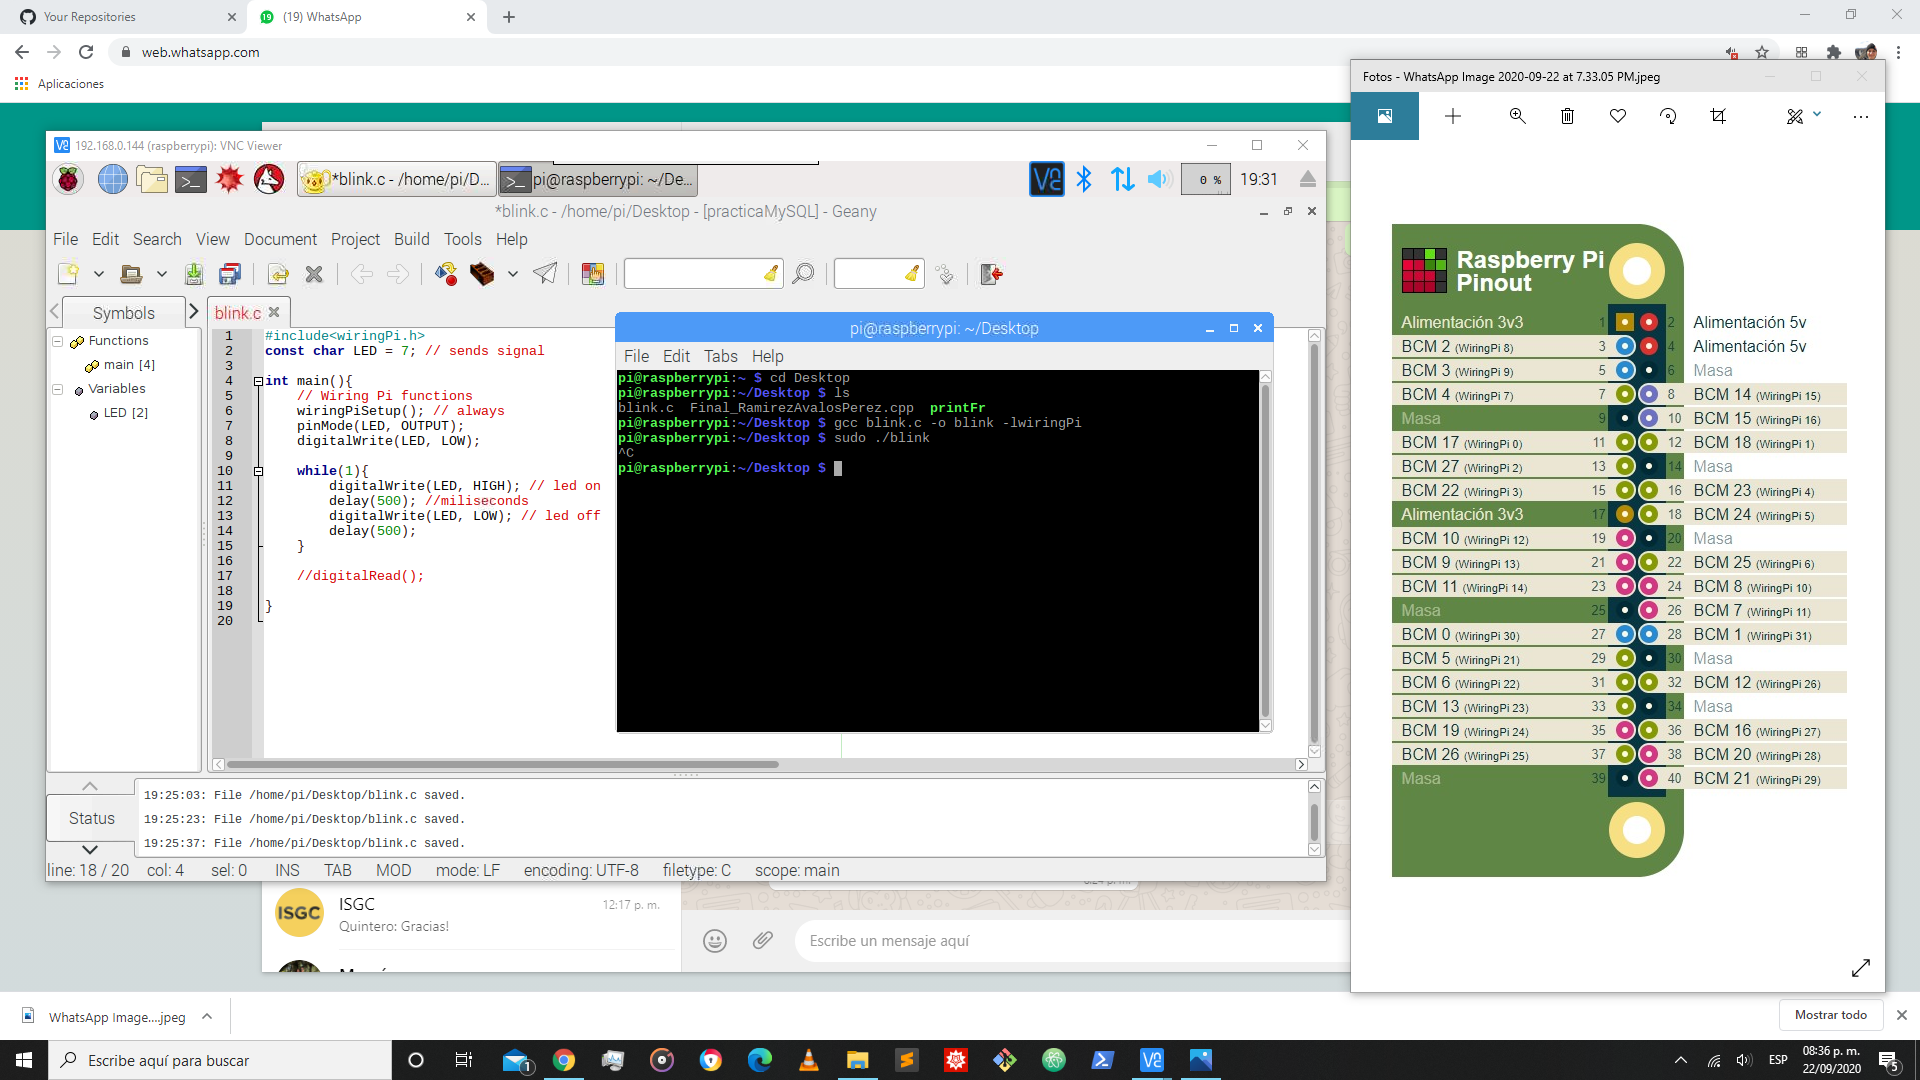 Your Repositories
(19) WhatsApp
web.whatsapp.com
Aplicaciones
192.168.0.144 (raspberrypi): VNC Viewer
*blink.c - /home/pi/D...
pi@raspberrypi: ~/De...
0 %
19:31
*blink.c - /home/pi/Desktop - [practicaMySQL] - Geany
File Edit Search View Document Project Build Tools Help
Symbols
Functions
main [4]
Variables
LED [2]
blink.c
1 #include<wiringPi.h>
2 const char LED = 7; // sends signal
3
4 int main(){
5 // Wiring Pi functions
6 wiringPiSetup(); // always
7 pinMode(LED, OUTPUT);
8 digitalWrite(LED, LOW);
9
10 while(1){
11 digitalWrite(LED, HIGH); // led on
12 delay(500); //miliseconds
13 digitalWrite(LED, LOW); // led off
14 delay(500);
15 }
16
17 //digitalRead();
18
19 }
20
pi@raspberrypi: ~/Desktop
File Edit Tabs Help
pi@raspberrypi:~ $ cd Desktop
pi@raspberrypi:~/Desktop $ ls
blink.c Final_RamirezAvalosPerez.cpp printFr
pi@raspberrypi:~/Desktop $ gcc blink.c -o blink -lwiringPi
pi@raspberrypi:~/Desktop $ sudo ./blink
^C
pi@raspberrypi:~/Desktop $
Status
19:25:03: File /home/pi/Desktop/blink.c saved.
19:25:23: File /home/pi/Desktop/blink.c saved.
19:25:37: File /home/pi/Desktop/blink.c saved.
line: 18 / 20 col: 4 sel: 0 INS TAB MOD mode: LF encoding: UTF-8 filetype: C scope: main
ISGC
ISGC
12:17 p. m.
Quintero: Gracias!
Escribe un mensaje aquí
Fotos - WhatsApp Image 2020-09-22 at 7.33.05 PM.jpeg
Raspberry Pi
Pinout
Alimentación 3v3 1 2 Alimentación 5v
BCM 2 (WiringPi 8) 3 4 Alimentación 5v
BCM 3 (WiringPi 9) 5 6 Masa
BCM 4 (WiringPi 7) 7 8 BCM 14 (WiringPi 15)
Masa 9 10 BCM 15 (WiringPi 16)
BCM 17 (WiringPi 0) 11 12 BCM 18 (WiringPi 1)
BCM 27 (WiringPi 2) 13 14 Masa
BCM 22 (WiringPi 3) 15 16 BCM 23 (WiringPi 4)
Alimentación 3v3 17 18 BCM 24 (WiringPi 5)
BCM 10 (WiringPi 12) 19 20 Masa
BCM 9 (WiringPi 13) 21 22 BCM 25 (WiringPi 6)
BCM 11 (WiringPi 14) 23 24 BCM 8 (WiringPi 10)
Masa 25 26 BCM 7 (WiringPi 11)
BCM 0 (WiringPi 30) 27 28 BCM 1 (WiringPi 31)
BCM 5 (WiringPi 21) 29 30 Masa
BCM 6 (WiringPi 22) 31 32 BCM 12 (WiringPi 26)
BCM 13 (WiringPi 23) 33 34 Masa
BCM 19 (WiringPi 24) 35 36 BCM 16 (WiringPi 27)
BCM 26 (WiringPi 25) 37 38 BCM 20 (WiringPi 28)
Masa 39 40 BCM 21 (WiringPi 29)
WhatsApp Image....jpeg
Mostrar todo
Escribe aquí para buscar
1
ESP
08:36 p. m.
22/09/2020
5